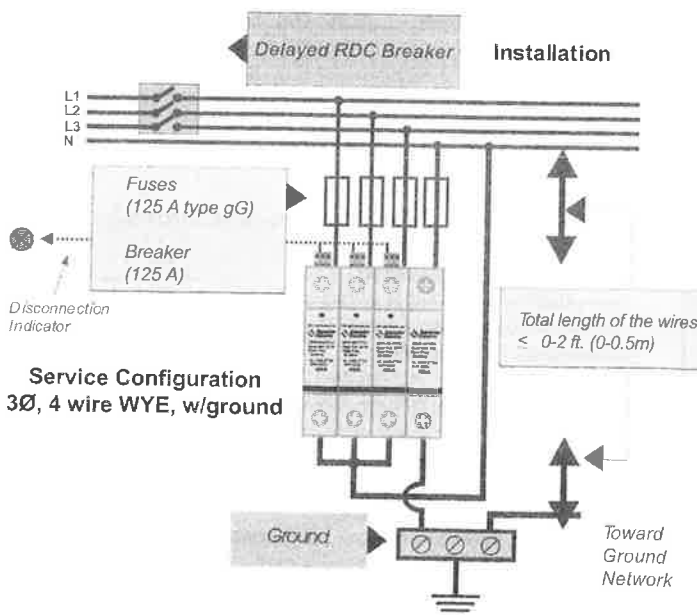 Delayed RDC Breaker
Installation
L1
L2
L3
N
Fuses
(125 A type gG)
Breaker
(125 A)
Disconnection
Indicator
Total length of the wires
≤ 0-2 ft. (0-0.5m)
Service Configuration
3Ø, 4 wire WYE, w/ground
Ground
Toward
Ground
Network